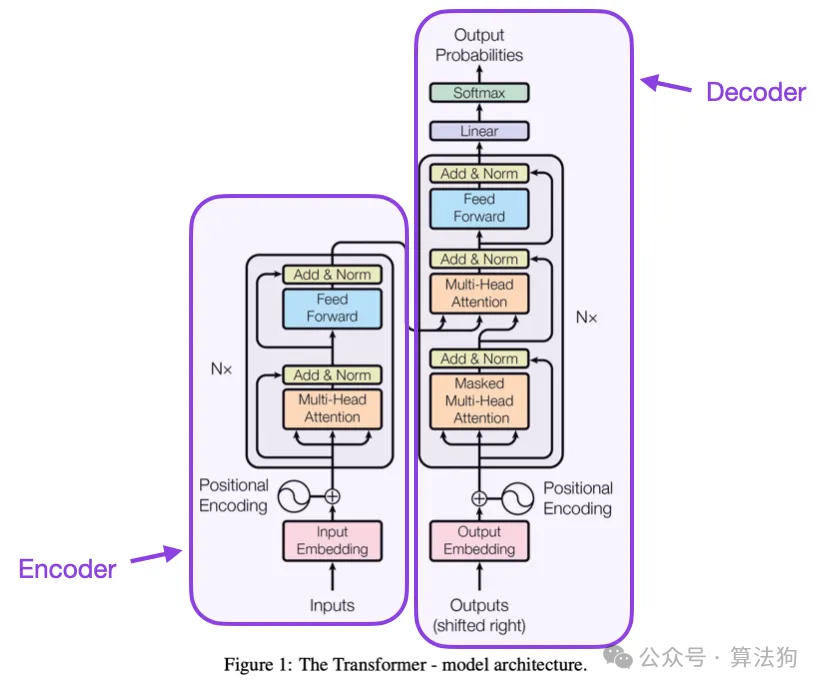 Output
Probabilities
Softmax
Linear
Add & Norm
Feed
Forward
Add & Norm
Multi-Head
Attention
Add & Norm
Masked
Multi-Head
Attention
N×
Positional
Encoding
Output
Embedding
Outputs
(shifted right)
Decoder
Add & Norm
Feed
Forward
Add & Norm
Multi-Head
Attention
N×
Positional
Encoding
Input
Embedding
Inputs
Encoder
Figure 1: The Transformer - model architecture.
公众号 · 算法狗